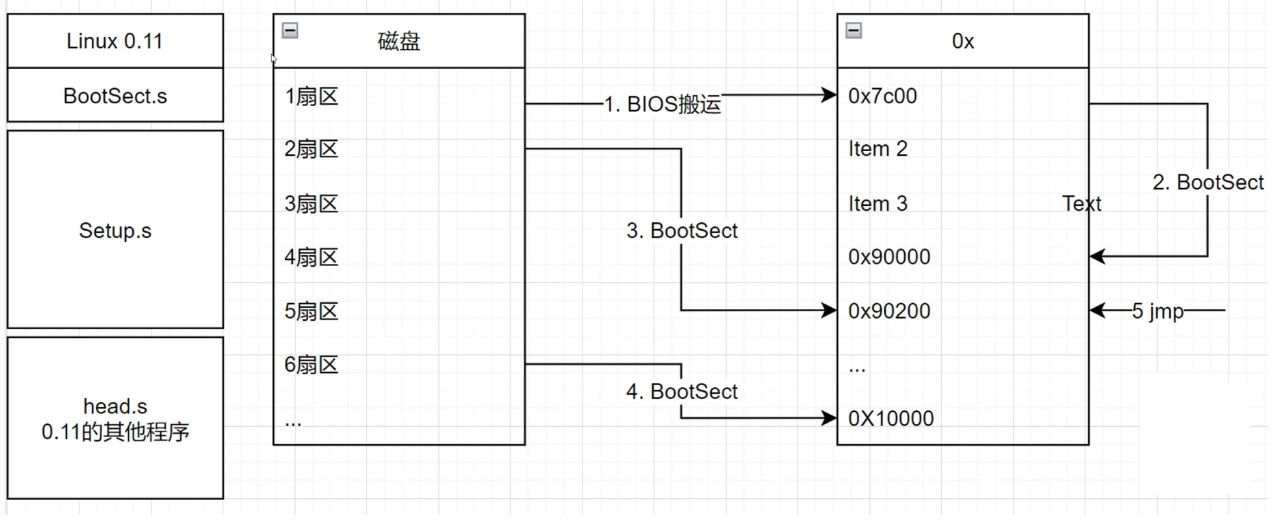 Linux 0.11
BootSect.s
Setup.s
head.s
0.11的其他程序
磁盘
1扇区
2扇区
3扇区
4扇区
5扇区
6扇区
...
1. BIOS搬运
3. BootSect
4. BootSect
0x
0x7c00
Item 2
Item 3
Text
0x90000
0x90200
...
0X10000
2. BootSect
5 jmp